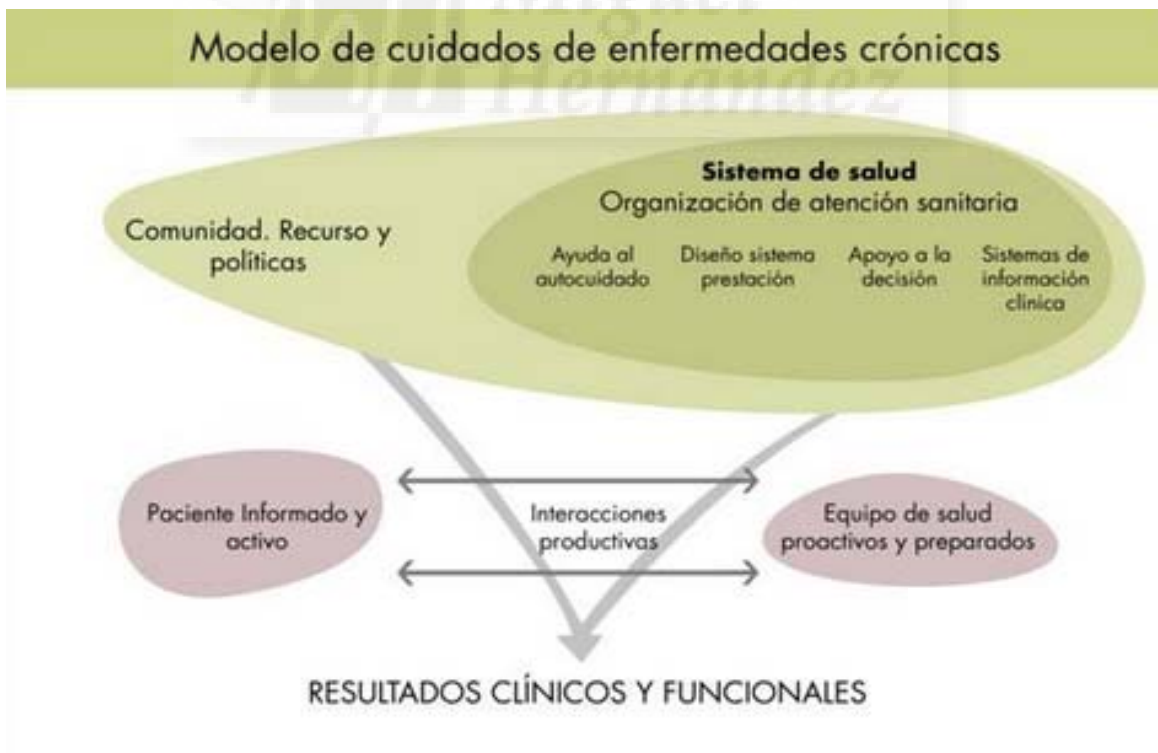 Miguel
Hernández
Modelo de cuidados de enfermedades crónicas
Sistema de salud
Organización de atención sanitaria
Comunidad. Recurso y
políticas
Ayuda al
autocuidado
Diseño sistema
prestación
Apoyo a la
decisión
Sistemas de
información
clínica
Paciente Informado y
activo
Interacciones
productivas
Equipo de salud
proactivos y preparados
RESULTADOS CLÍNICOS Y FUNCIONALES